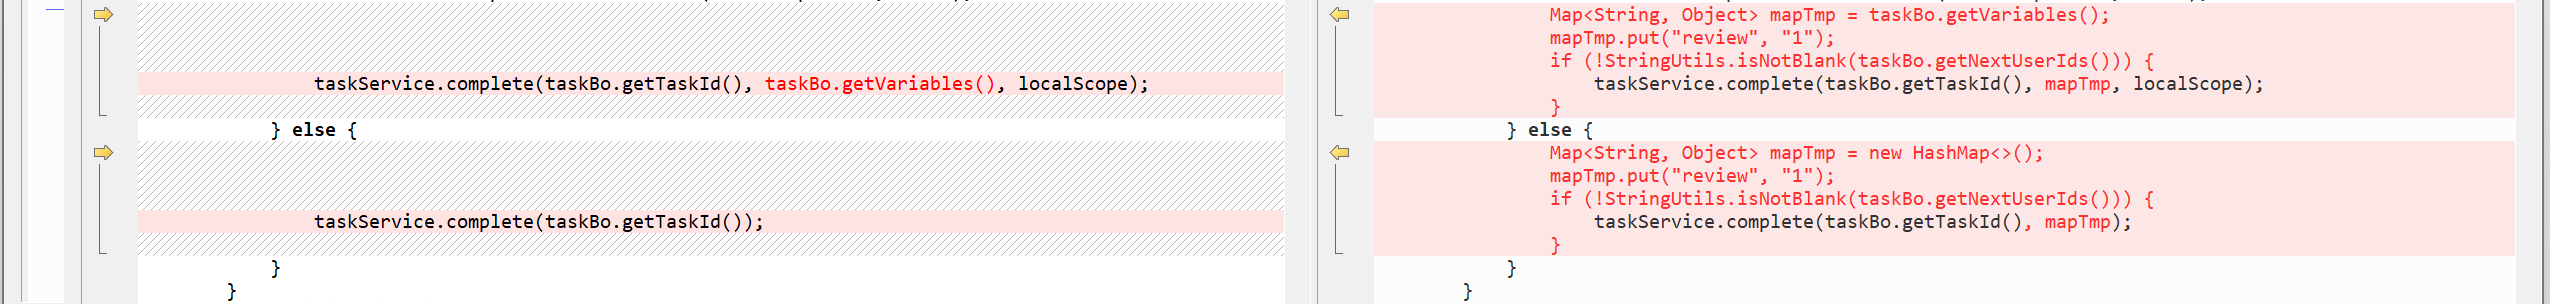 taskService.complete(taskBo.getTaskId(), taskBo.getVariables(), localScope);
} else {
taskService.complete(taskBo.getTaskId());
}
}
Map<String, Object> mapTmp = taskBo.getVariables();
mapTmp.put("review", "1");
if (!StringUtils.isNotBlank(taskBo.getNextUserIds())) {
taskService.complete(taskBo.getTaskId(), mapTmp, localScope);
}
} else {
Map<String, Object> mapTmp = new HashMap<>();
mapTmp.put("review", "1");
if (!StringUtils.isNotBlank(taskBo.getNextUserIds())) {
taskService.complete(taskBo.getTaskId(), mapTmp);
}
}
}